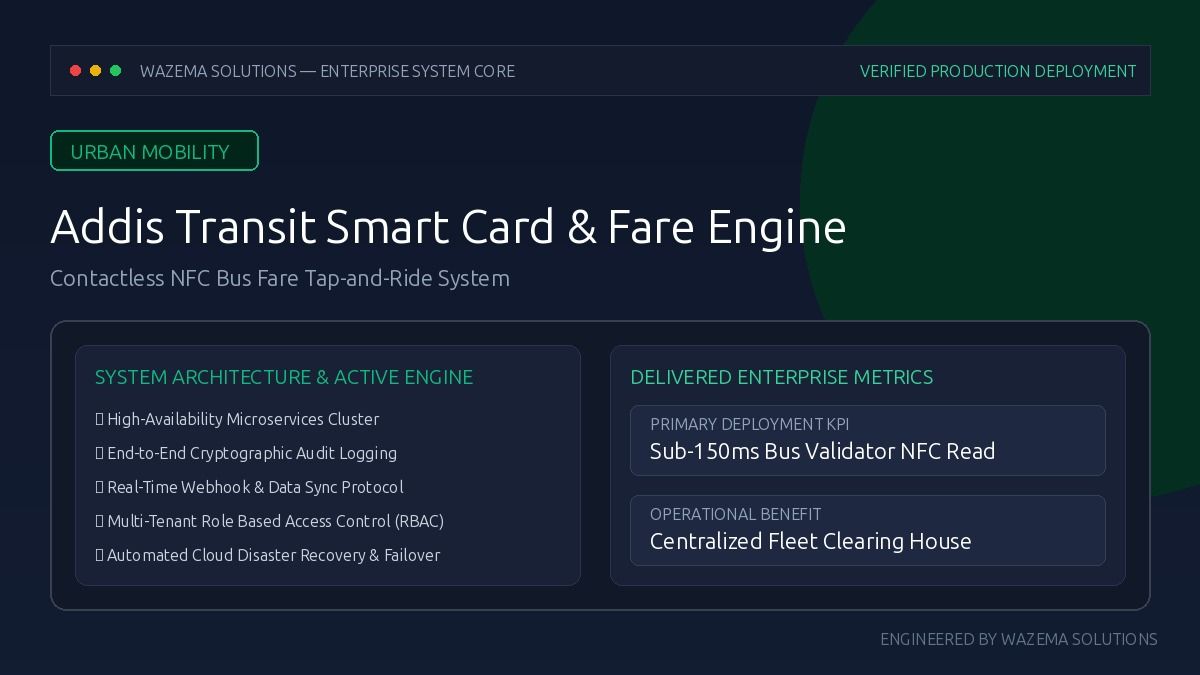 WAZEMA SOLUTIONS — ENTERPRISE SYSTEM CORE
VERIFIED PRODUCTION DEPLOYMENT
URBAN MOBILITY
Addis Transit Smart Card & Fare Engine
Contactless NFC Bus Fare Tap-and-Ride System
SYSTEM ARCHITECTURE & ACTIVE ENGINE
High-Availability Microservices Cluster
End-to-End Cryptographic Audit Logging
Real-Time Webhook & Data Sync Protocol
Multi-Tenant Role Based Access Control (RBAC)
Automated Cloud Disaster Recovery & Failover
DELIVERED ENTERPRISE METRICS
PRIMARY DEPLOYMENT KPI
Sub-150ms Bus Validator NFC Read
OPERATIONAL BENEFIT
Centralized Fleet Clearing House
ENGINEERED BY WAZEMA SOLUTIONS